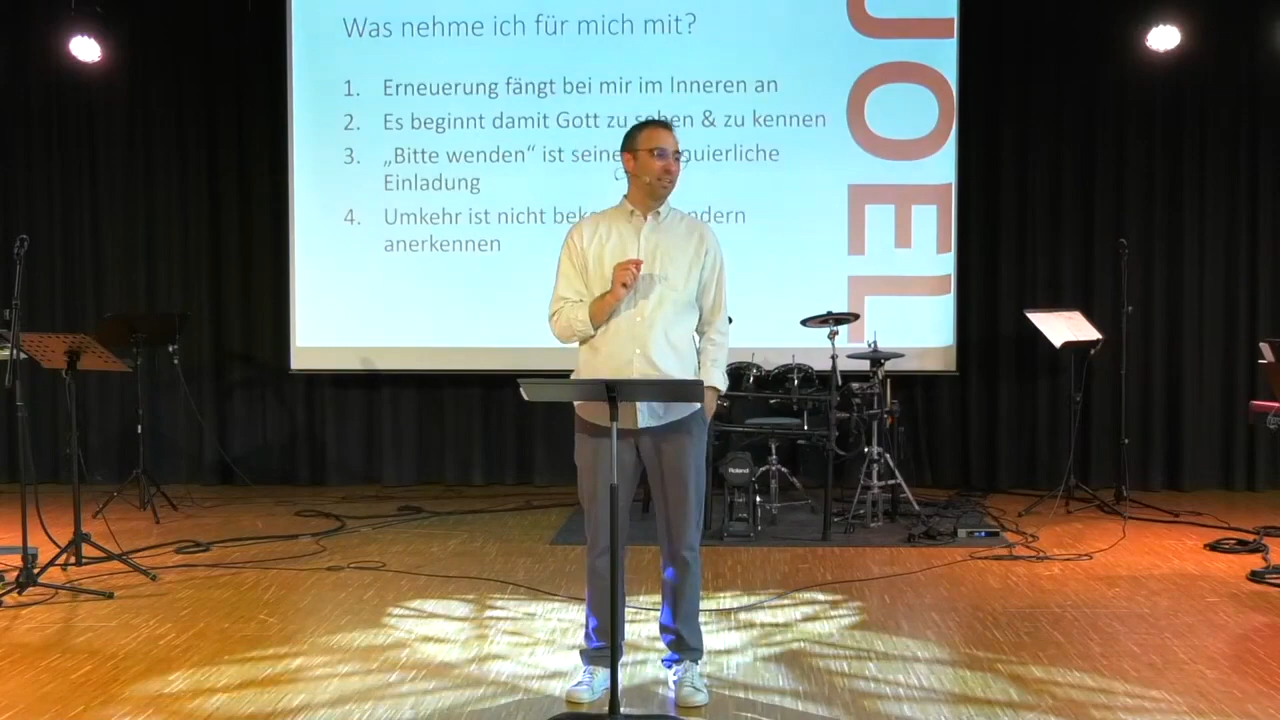 Was nehme ich für mich mit?
1. Erneuerung fängt bei mir im Inneren an
2. Es beginnt damit Gott zu sehen & zu kennen
3. „Bitte wenden“ ist seine
Einladung
4. Umkehr ist nicht
anerkennen
JOEL
Roland